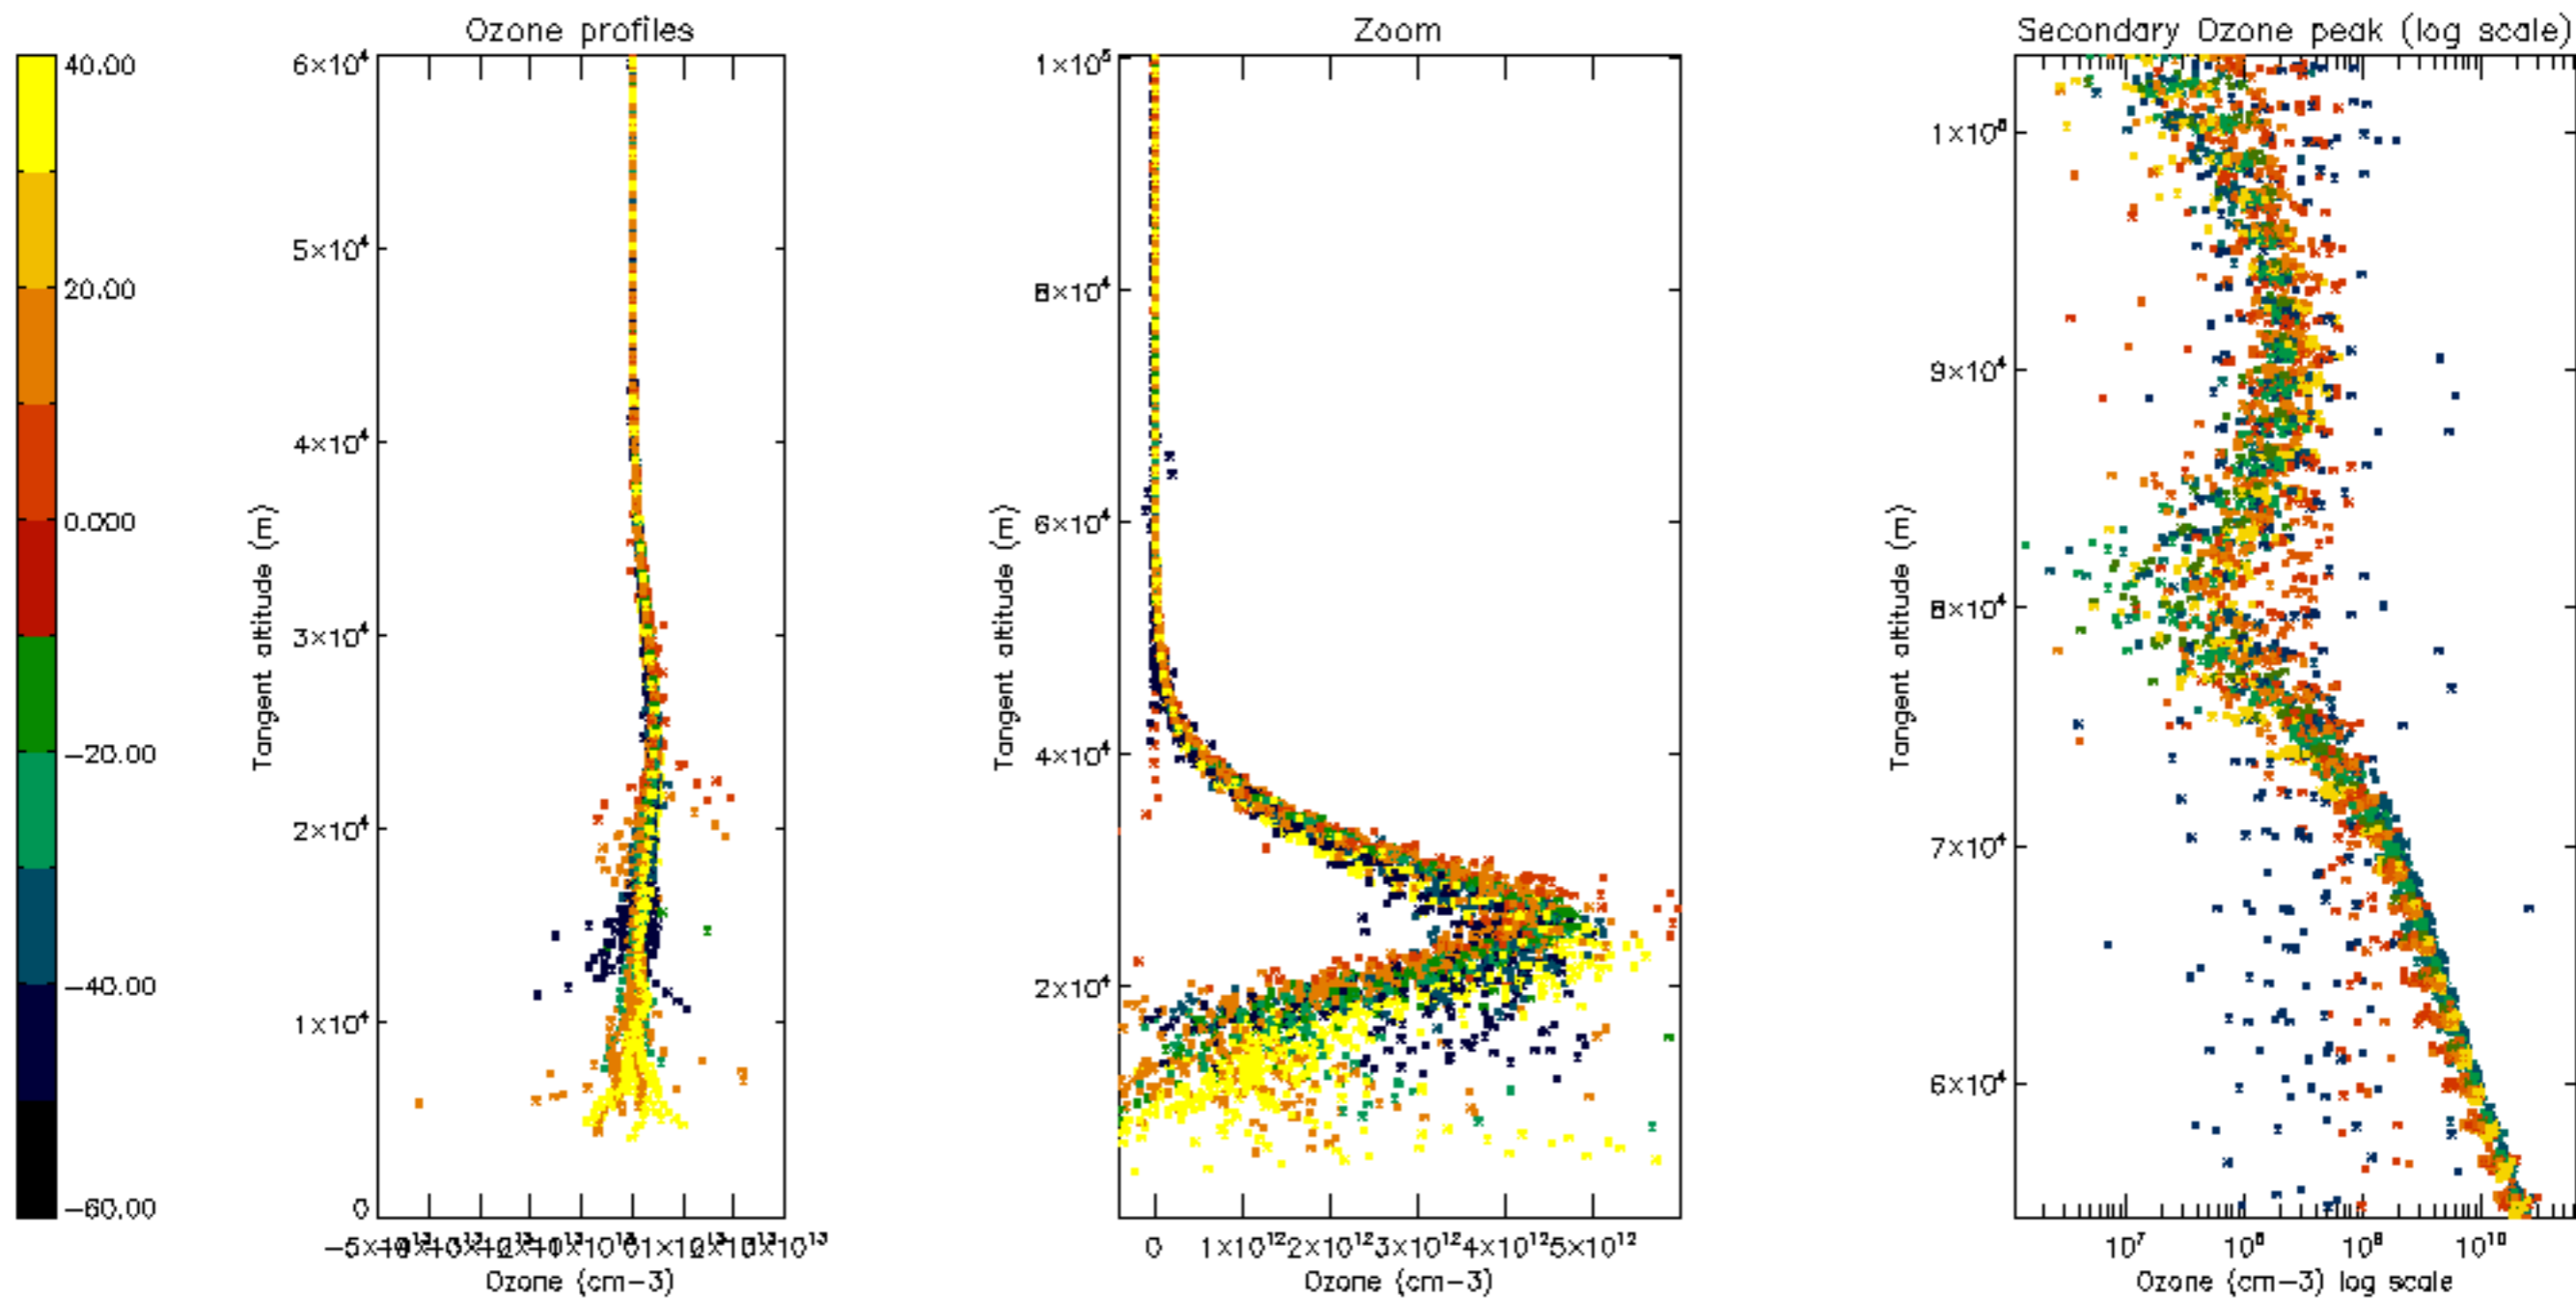 Ozone profiles
Zoom
Secondary Ozone peak (log scale)
40.00
20.00
0.000
−20.00
−40.00
−60.00
6×10⁴
5×10⁴
4×10⁴
3×10⁴
2×10⁴
1×10⁴
0
Tangent altitude (m)
Ozone (cm−3)
1×10⁵
8×10⁴
6×10⁴
4×10⁴
2×10⁴
Tangent altitude (m)
0 1×10¹² 2×10¹² 3×10¹² 4×10¹² 5×10¹²
Ozone (cm−3)
9×10⁴
8×10⁴
7×10⁴
6×10⁴
Tangent altitude (m)
10⁷ 10⁸ 10⁹ 10¹⁰
Ozone (cm−3) log scale